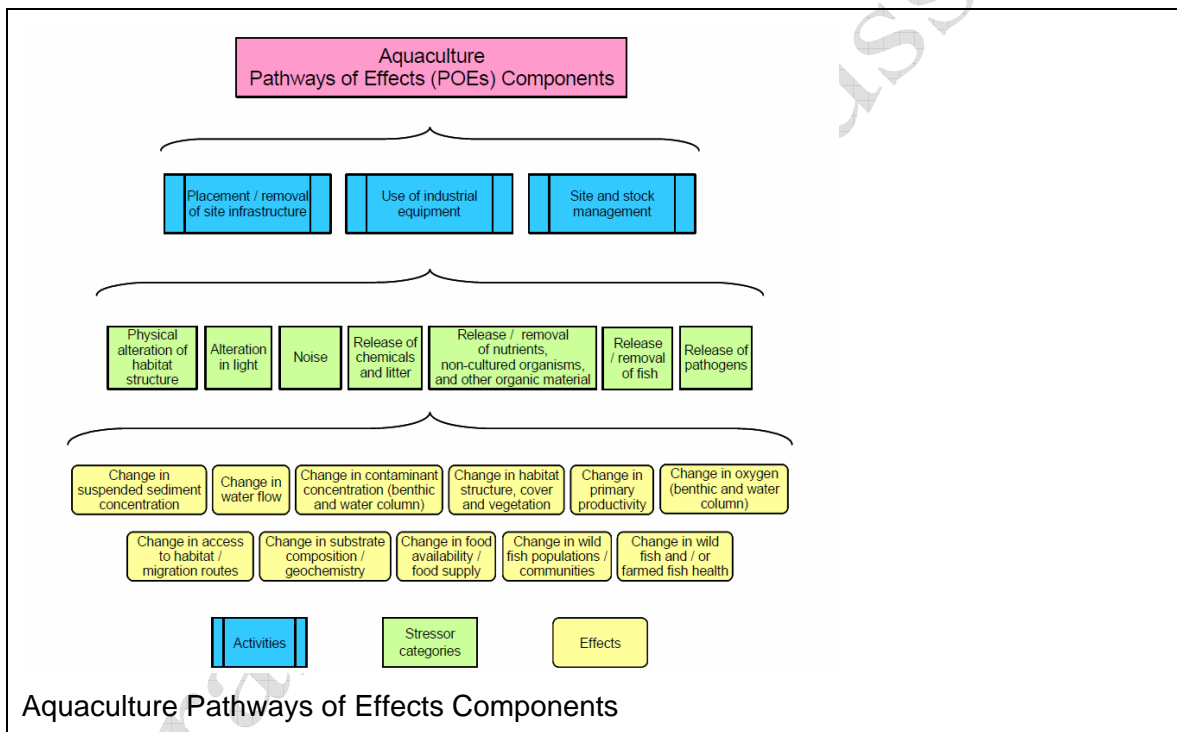 Aquaculture
Pathways of Effects (POEs) Components
Placement / removal
of site infrastructure
Use of industrial
equipment
Site and stock
management
Physical
alteration of
habitat
structure
Alteration
in light
Noise
Release of
chemicals
and litter
Release / removal
of nutrients,
non-cultured organisms,
and other organic material
Release
/ removal
of fish
Release of
pathogens
Change in
suspended sediment
concentration
Change in
water flow
Change in contaminant
concentration (benthic
and water column)
Change in habitat
structure, cover
and vegetation
Change in
primary
productivity
Change in oxygen
(benthic and water
column)
Change in access
to habitat /
migration routes
Change in substrate
composition /
geochemistry
Change in food
availability /
food supply
Change in wild
fish populations /
communities
Change in wild
fish and / or
farmed fish health
Activities
Stressor
categories
Effects
Aquaculture Pathways of Effects Components